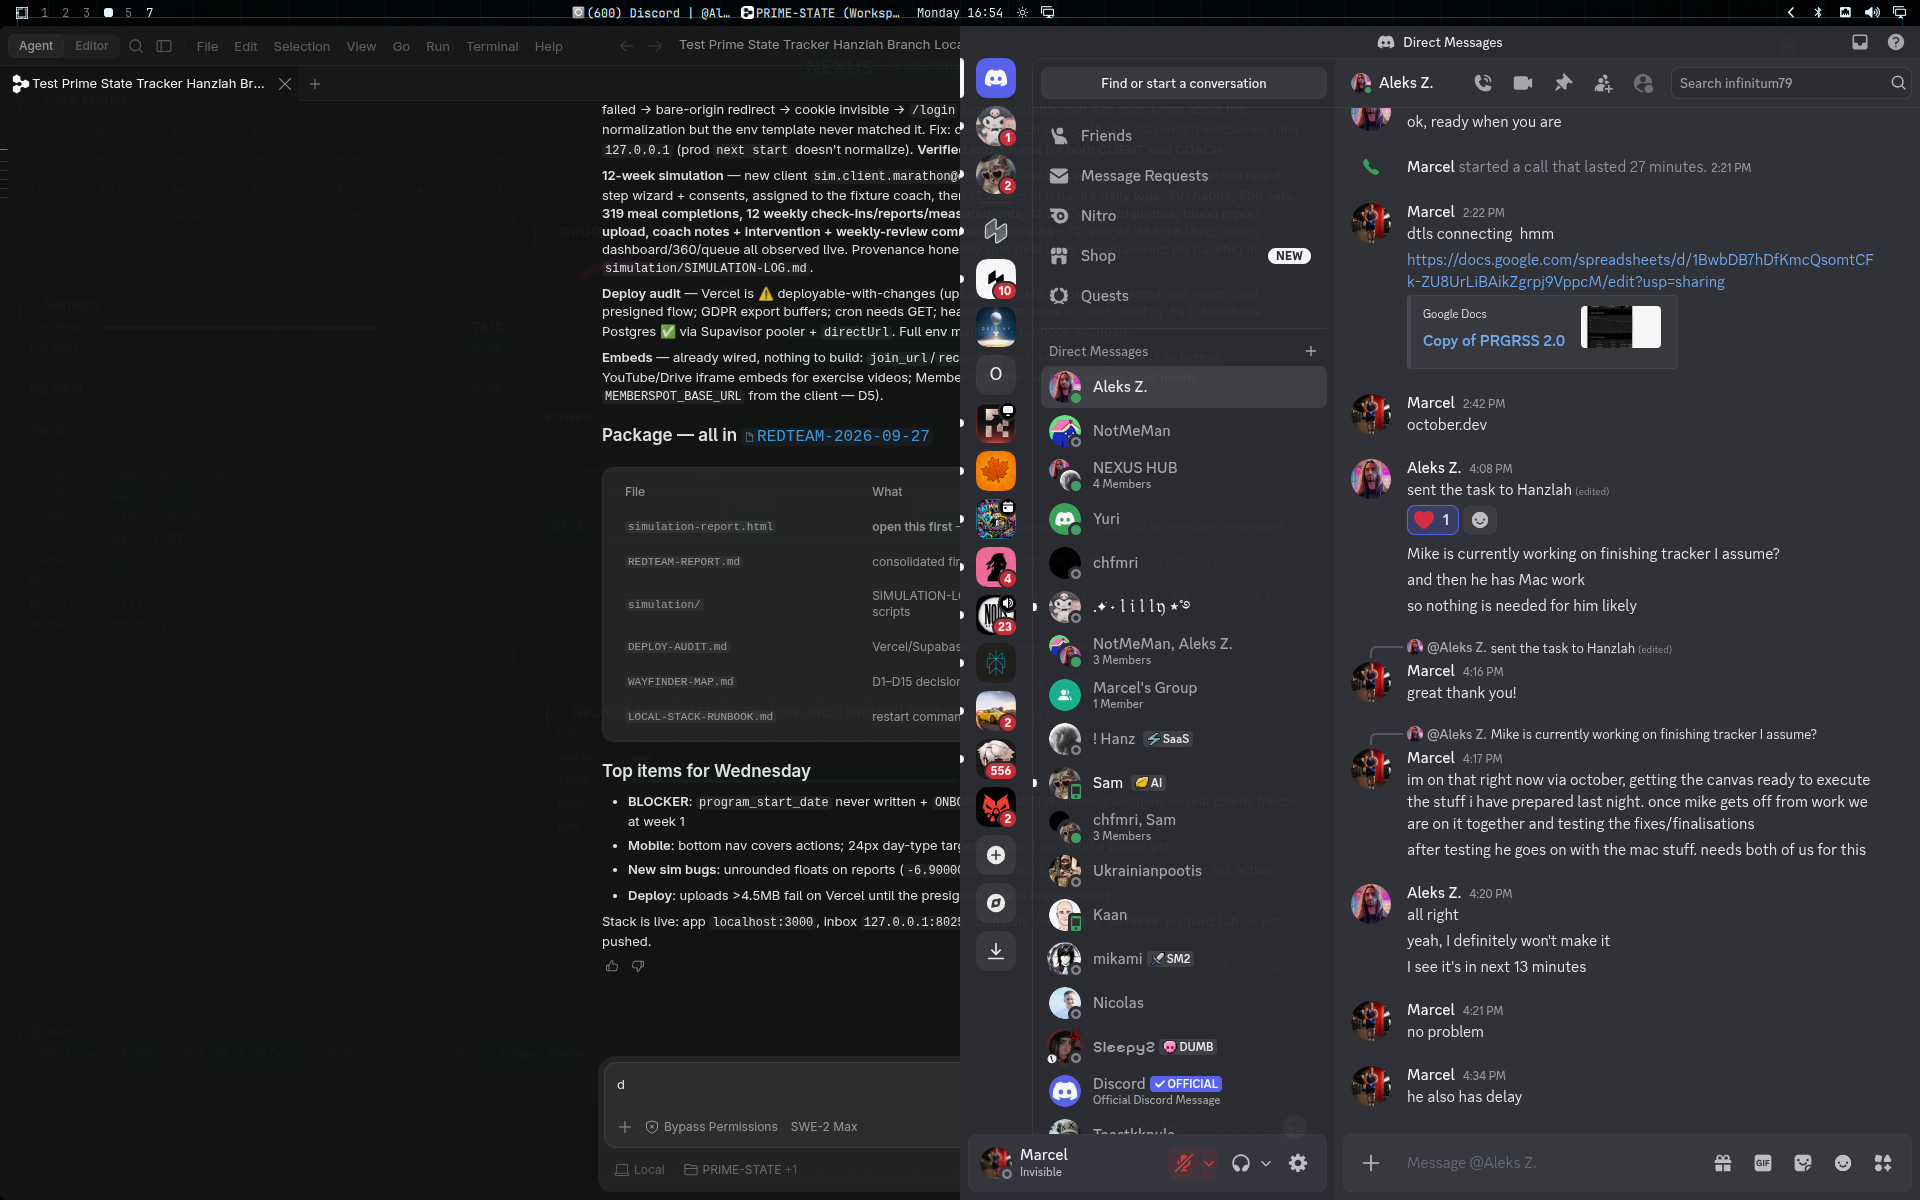 1 2 3 5 7
(600) Discord | @Al… PRIME-STATE (Worksp…
Monday 16:54
Agent Editor File Edit Selection View Go Run Terminal Help
Test Prime State Tracker Hanzlah Branch Loca
Test Prime State Tracker Hanzlah Br...
failed → bare-origin redirect → cookie invisible → /login
normalization but the env template never matched it. Fix:
127.0.0.1 (prod next start doesn't normalize). Verifie
12-week simulation — new client sim.client.marathon@
step wizard + consents, assigned to the fixture coach, the
319 meal completions, 12 weekly check-ins/reports/meas
upload, coach notes + intervention + weekly-review com
dashboard/360/queue all observed live. Provenance hone
simulation/SIMULATION-LOG.md.
Deploy audit — Vercel is ⚠️ deployable-with-changes (up
presigned flow; GDPR export buffers; cron needs GET; hea
Postgres ✅ via Supavisor pooler + directUrl. Full env m
Embeds — already wired, nothing to build: join_url/rec
YouTube/Drive iframe embeds for exercise videos; Membe
MEMBERSPOT_BASE_URL from the client — D5).
Package — all in REDTEAM-2026-09-27
File What
simulation-report.html open this first –
REDTEAM-REPORT.md consolidated fi
simulation/ SIMULATION-L
scripts
DEPLOY-AUDIT.md Vercel/Supabas
WAYFINDER-MAP.md D1–D15 decision
LOCAL-STACK-RUNBOOK.md restart comman
Top items for Wednesday
• BLOCKER: program_start_date never written + ONBO
at week 1
• Mobile: bottom nav covers actions; 24px day-type targ
• New sim bugs: unrounded floats on reports (-6.9000
• Deploy: uploads >4.5MB fail on Vercel until the presig
Stack is live: app localhost:3000, inbox 127.0.0.1:8025
pushed.
d
Bypass Permissions SWE-2 Max
Local PRIME-STATE +1
Direct Messages
1
2
10
O
4
23
2
556
2
Find or start a conversation
Friends
Message Requests
Nitro
Shop NEW
Quests
Direct Messages
Aleks Z.
NotMeMan
NEXUS HUB
4 Members
Yuri
chfmri
.✦ · l i l l y ⋆˚࿔
NotMeMan, Aleks Z.
3 Members
Marcel's Group
1 Member
! Hanz SaaS
Sam AI
chfmri, Sam
3 Members
Ukrainianpootis
Kaan
mikami SM2
Nicolas
SleepyS DUMB
Discord OFFICIAL
Official Discord Message
Marcel
Invisible
Aleks Z.
Search infinitum79
ok, ready when you are
Marcel started a call that lasted 27 minutes. 2:21 PM
Marcel 2:22 PM
dtls connecting hmm
https://docs.google.com/spreadsheets/d/1BwbDB7hDfKmcQsomtCF
k-ZU8UrLiBAikZgrpj9VppcM/edit?usp=sharing
Google Docs
Copy of PRGRSS 2.0
Marcel 2:42 PM
october.dev
Aleks Z. 4:08 PM
sent the task to Hanzlah (edited)
1
Mike is currently working on finishing tracker I assume?
and then he has Mac work
so nothing is needed for him likely
@Aleks Z. sent the task to Hanzlah (edited)
Marcel 4:16 PM
great thank you!
@Aleks Z. Mike is currently working on finishing tracker I assume?
Marcel 4:17 PM
im on that right now via october, getting the canvas ready to execute
the stuff i have prepared last night. once mike gets off from work we
are on it together and testing the fixes/finalisations
after testing he goes on with the mac stuff. needs both of us for this
Aleks Z. 4:20 PM
all right
yeah, I definitely won't make it
I see it's in next 13 minutes
Marcel 4:21 PM
no problem
Marcel 4:34 PM
he also has delay
Message @Aleks Z.
GIF